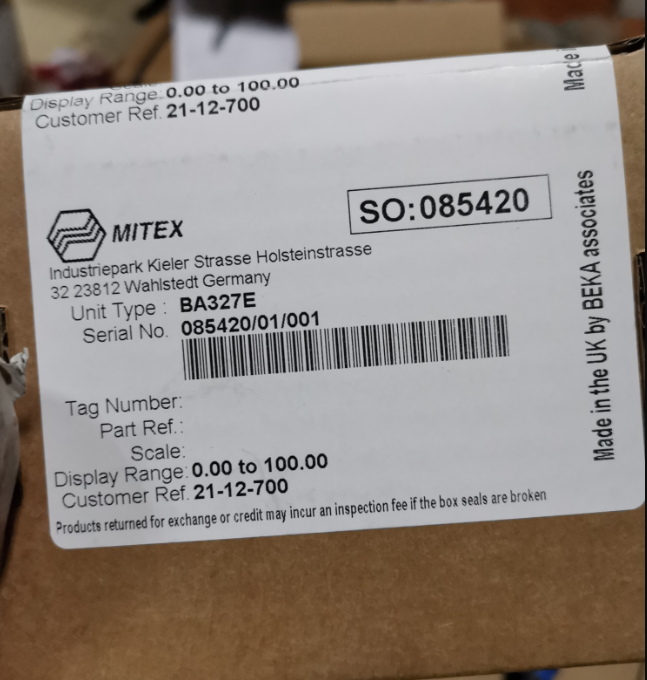 Display Range: 0.00 to 100.00
Customer Ref. 21-12-700
Made
MITEX
SO:085420
Industriepark Kieler Strasse Holsteinstrasse
32 23812 Wahlstedt Germany
Unit Type : BA327E
Serial No. 085420/01/001
Tag Number:
Part Ref.:
Scale:
Display Range: 0.00 to 100.00
Customer Ref. 21-12-700
Products returned for exchange or credit may incur an inspection fee if the box seals are broken
Made in the UK by BEKA associates